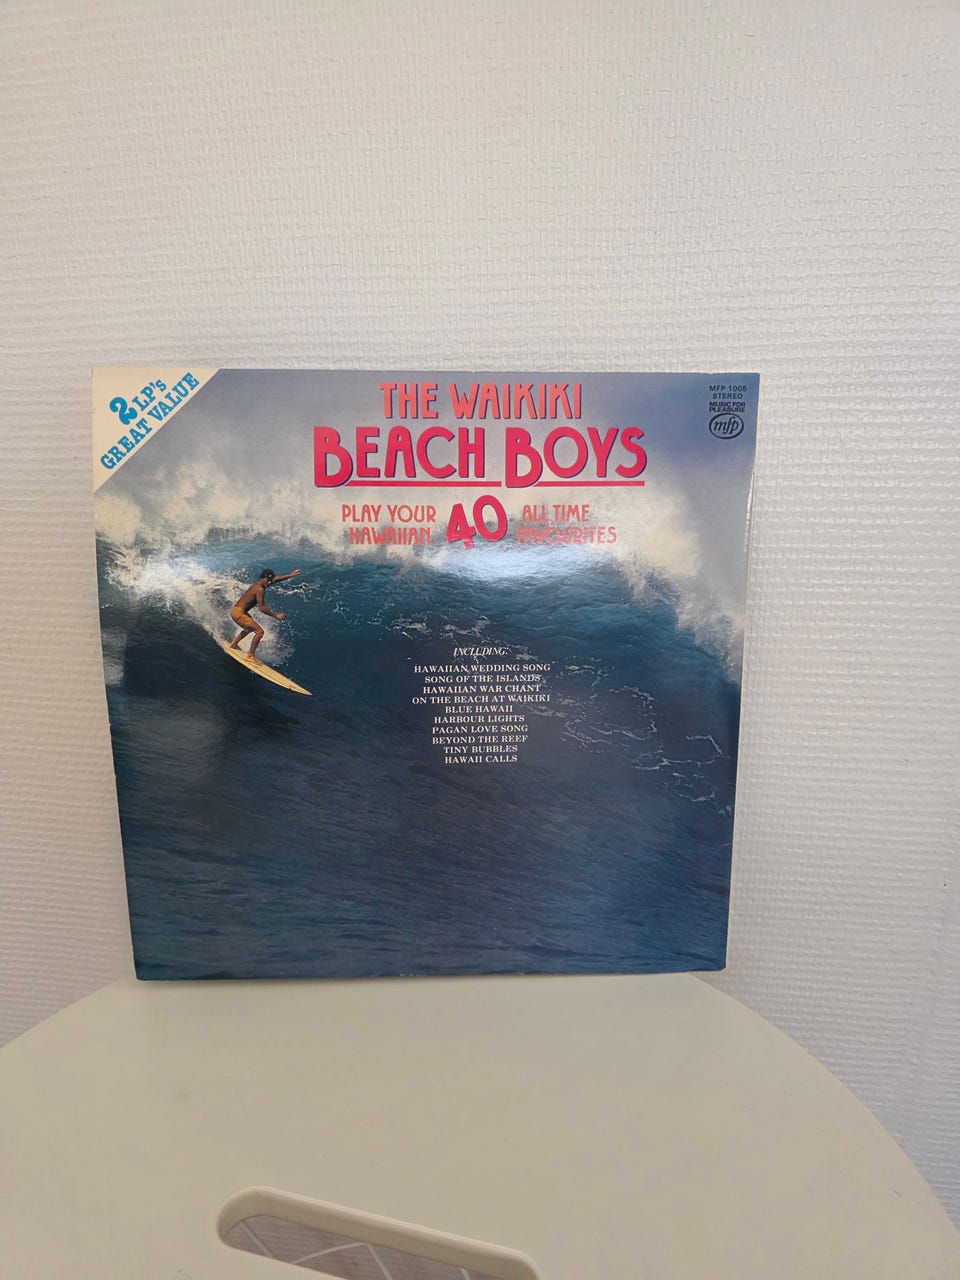 2 LP's
GREAT VALUE
THE WAIKIKI
BEACH BOYS
PLAY YOUR 40 ALL TIME
HAWAIIAN FAVOURITES
MFP 1005
STEREO
MUSIC FOR
PLEASURE
mfp
INCLUDING:
HAWAIIAN WEDDING SONG
SONG OF THE ISLANDS
HAWAIIAN WAR CHANT
ON THE BEACH AT WAIKIKI
BLUE HAWAII
HARBOUR LIGHTS
PAGAN LOVE SONG
BEYOND THE REEF
TINY BUBBLES
HAWAII CALLS